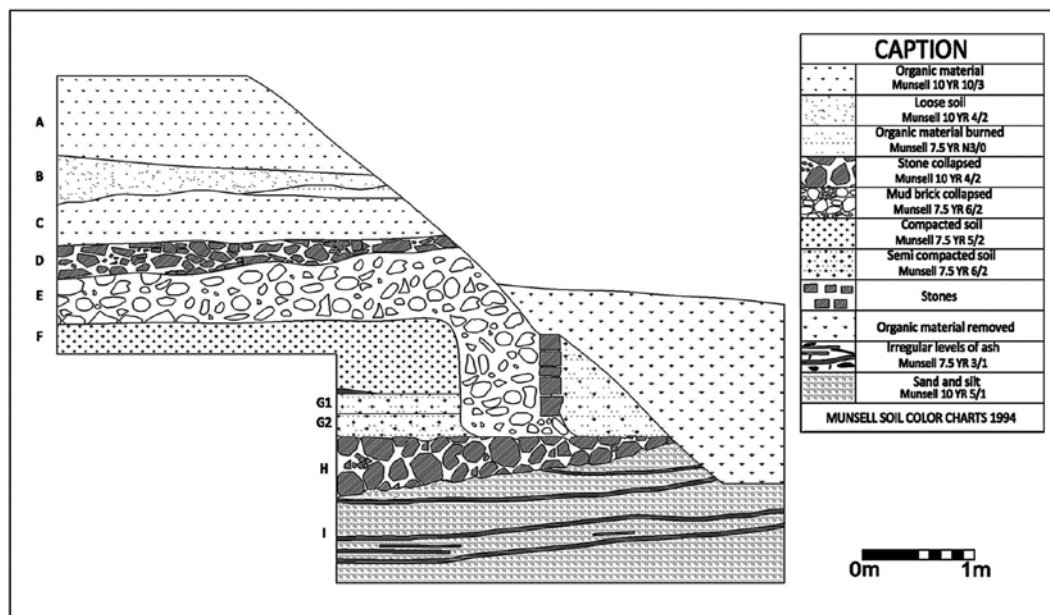 A
B
C
D
E
F
G1
G2
H
I
CAPTION
Organic material
Munsell 10 YR 10/3
Loose soil
Munsell 10 YR 4/2
Organic material burned
Munsell 7.5 YR N3/0
Stone collapsed
Munsell 10 YR 4/2
Mud brick collapsed
Munsell 7.5 YR 6/2
Compacted soil
Munsell 7.5 YR 5/2
Semi compacted soil
Munsell 7.5 YR 6/2
Stones
Organic material removed
Irregular levels of ash
Munsell 7.5 YR 3/1
Sand and silt
Munsell 10 YR 5/1
MUNSELL SOIL COLOR CHARTS 1994
0m 1m